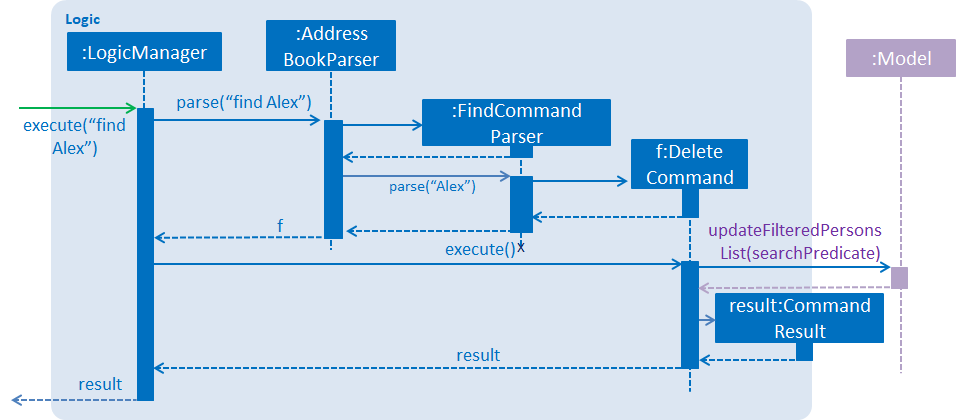 Logic
:LogicManager
:Address
BookParser
:Model
execute(“find
Alex”)
parse(“find Alex”)
:FindCommand
Parser
f:Delete
Command
parse(“Alex”)
f
x
execute()
updateFilteredPersons
List(searchPredicate)
result:Command
Result
result
result